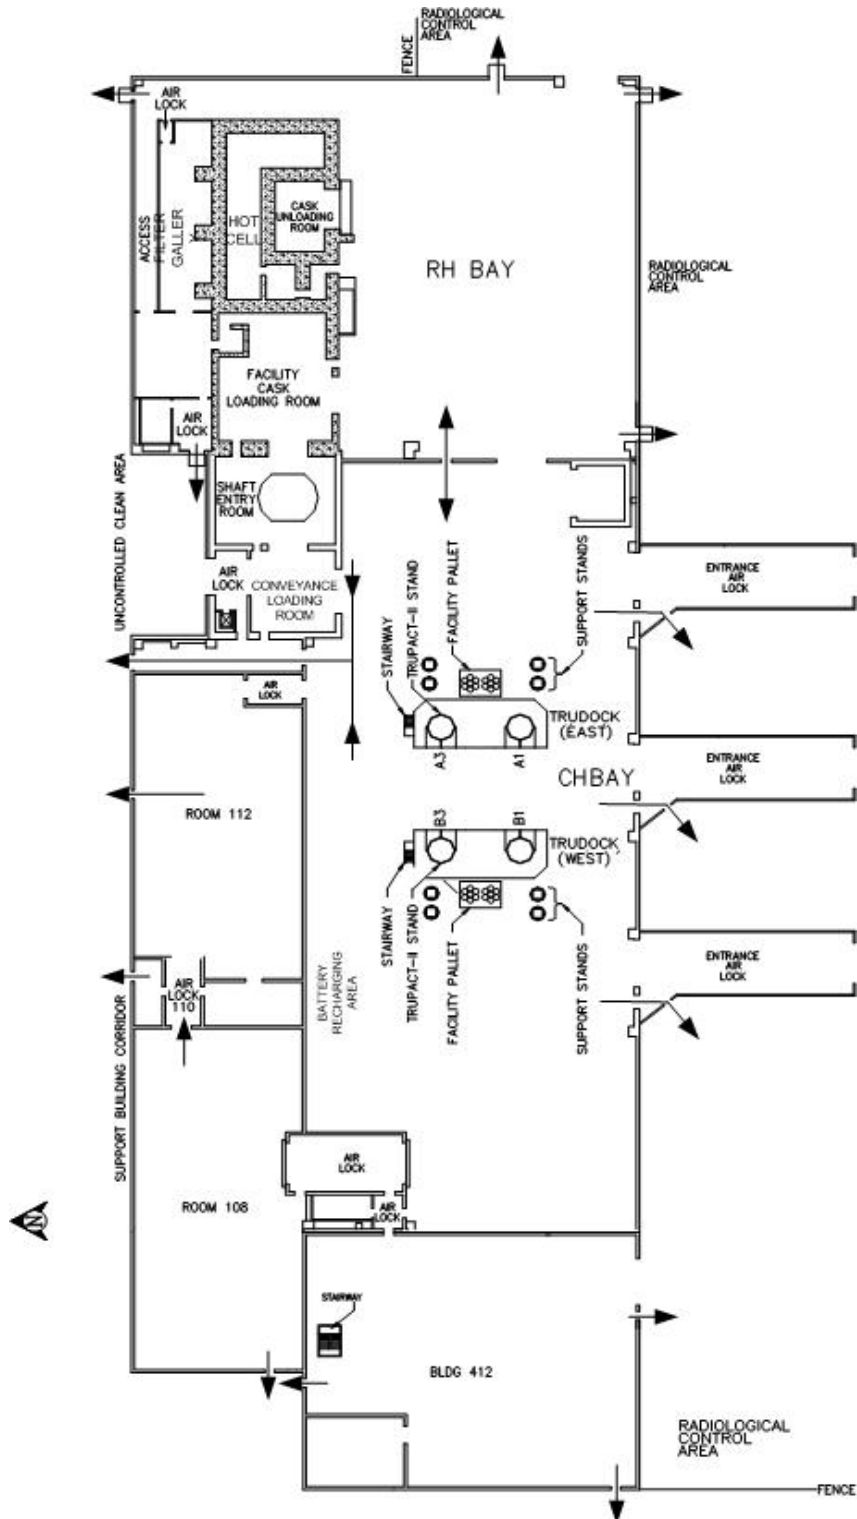 RADIOLOGICAL
CONTROL
AREA
FENCE
AIR
LOCK
ACCESS
FILTER
GALLER
HOT
CELL
CASK
UNLOADING
ROOM
RH BAY
RADIOLOGICAL
CONTROL
AREA
FACILITY
CASK
LOADING ROOM
AIR
LOCK
UNCONTROLLED CLEAN AREA
SHAFT
ENTRY
ROOM
AIR
LOCK
CONVEYANCE
LOADING
ROOM
STAIRWAY
TRUPACT-II STAND
FACILITY PALLET
SUPPORT STANDS
ENTRANCE
AIR
LOCK
AIR
LOCK
TRUDOCK
(EAST)
A3
A1
CHBAY
ENTRANCE
AIR
LOCK
ROOM 112
B3
B1
TRUDOCK
(WEST)
STAIRWAY
TRUPACT-II STAND
FACILITY PALLET
SUPPORT STANDS
BATTERY
RECHARGING
AREA
ENTRANCE
AIR
LOCK
AIR
LOCK
110
SUPPORT BUILDING CORRIDOR
AIR
LOCK
ROOM 108
AIR
LOCK
N
STAIRWAY
BLDG 412
RADIOLOGICAL
CONTROL
AREA
FENCE